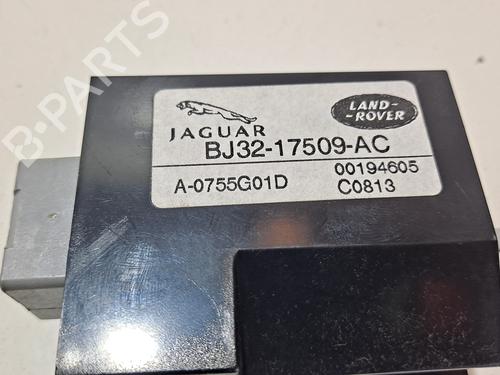 JAGUAR
LAND-
-ROVER
BJ32-17509-AC
A-0755G01D
00194605
C0813
B-PARTS